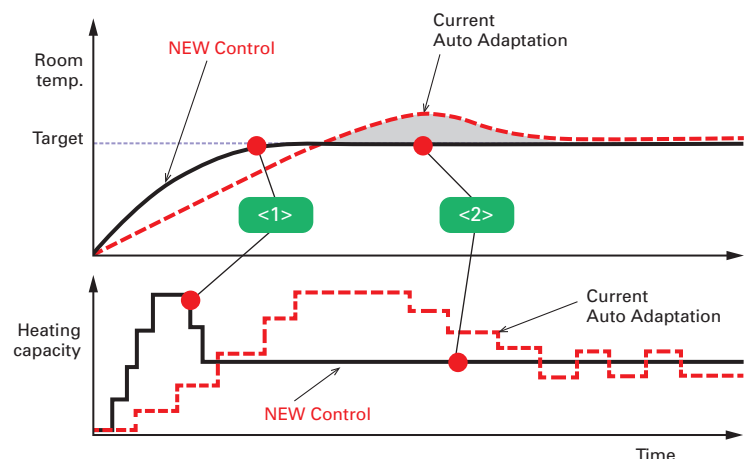 Current
Auto Adaptation
NEW Control
Room
temp.
Target
<1>
<2>
Current
Auto Adaptation
Heating
capacity
NEW Control
Time